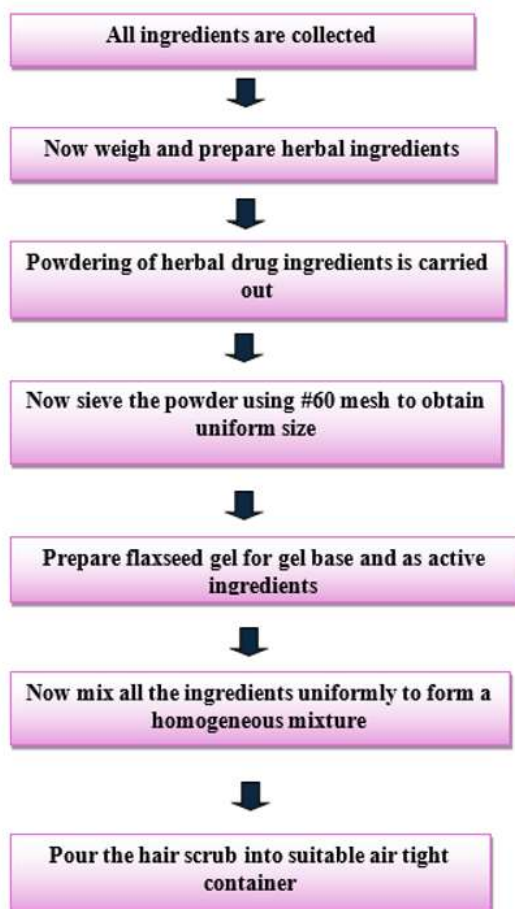 All ingredients are collected
Now weigh and prepare herbal ingredients
Powdering of herbal drug ingredients is carried
out
Now sieve the powder using #60 mesh to obtain
uniform size
Prepare flaxseed gel for gel base and as active
ingredients
Now mix all the ingredients uniformly to form a
homogeneous mixture
Pour the hair scrub into suitable air tight
container